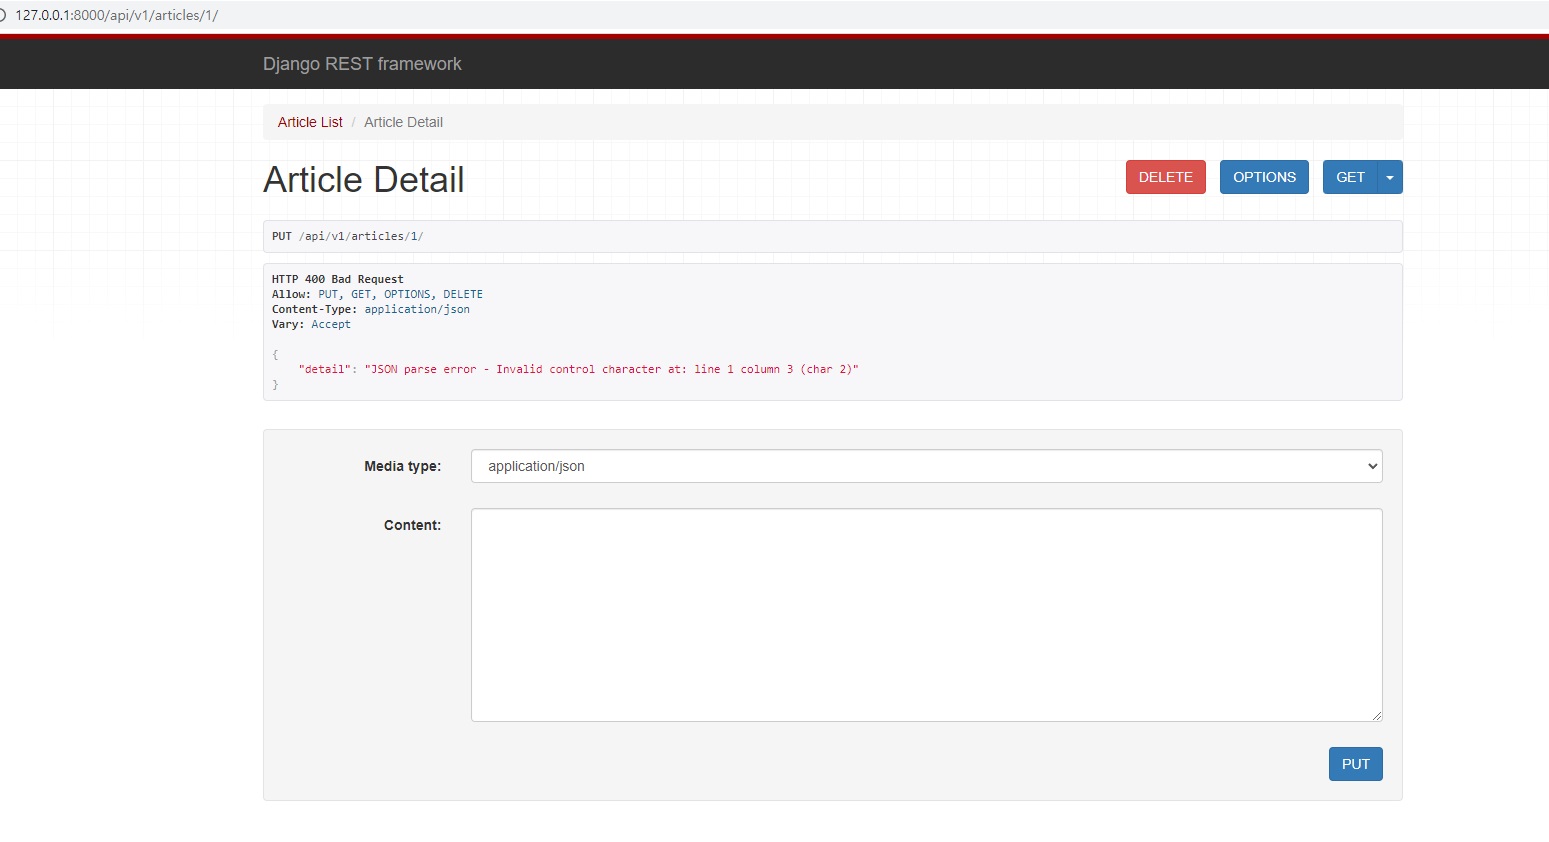 127.0.0.1:8000/api/v1/articles/1/
Django REST framework
Article List / Article Detail
Article Detail
DELETE
OPTIONS
GET
PUT /api/v1/articles/1/
HTTP 400 Bad Request
Allow: PUT, GET, OPTIONS, DELETE
Content-Type: application/json
Vary: Accept
{
    "detail": "JSON parse error - Invalid control character at: line 1 column 3 (char 2)"
}
Media type:
application/json
Content:
PUT